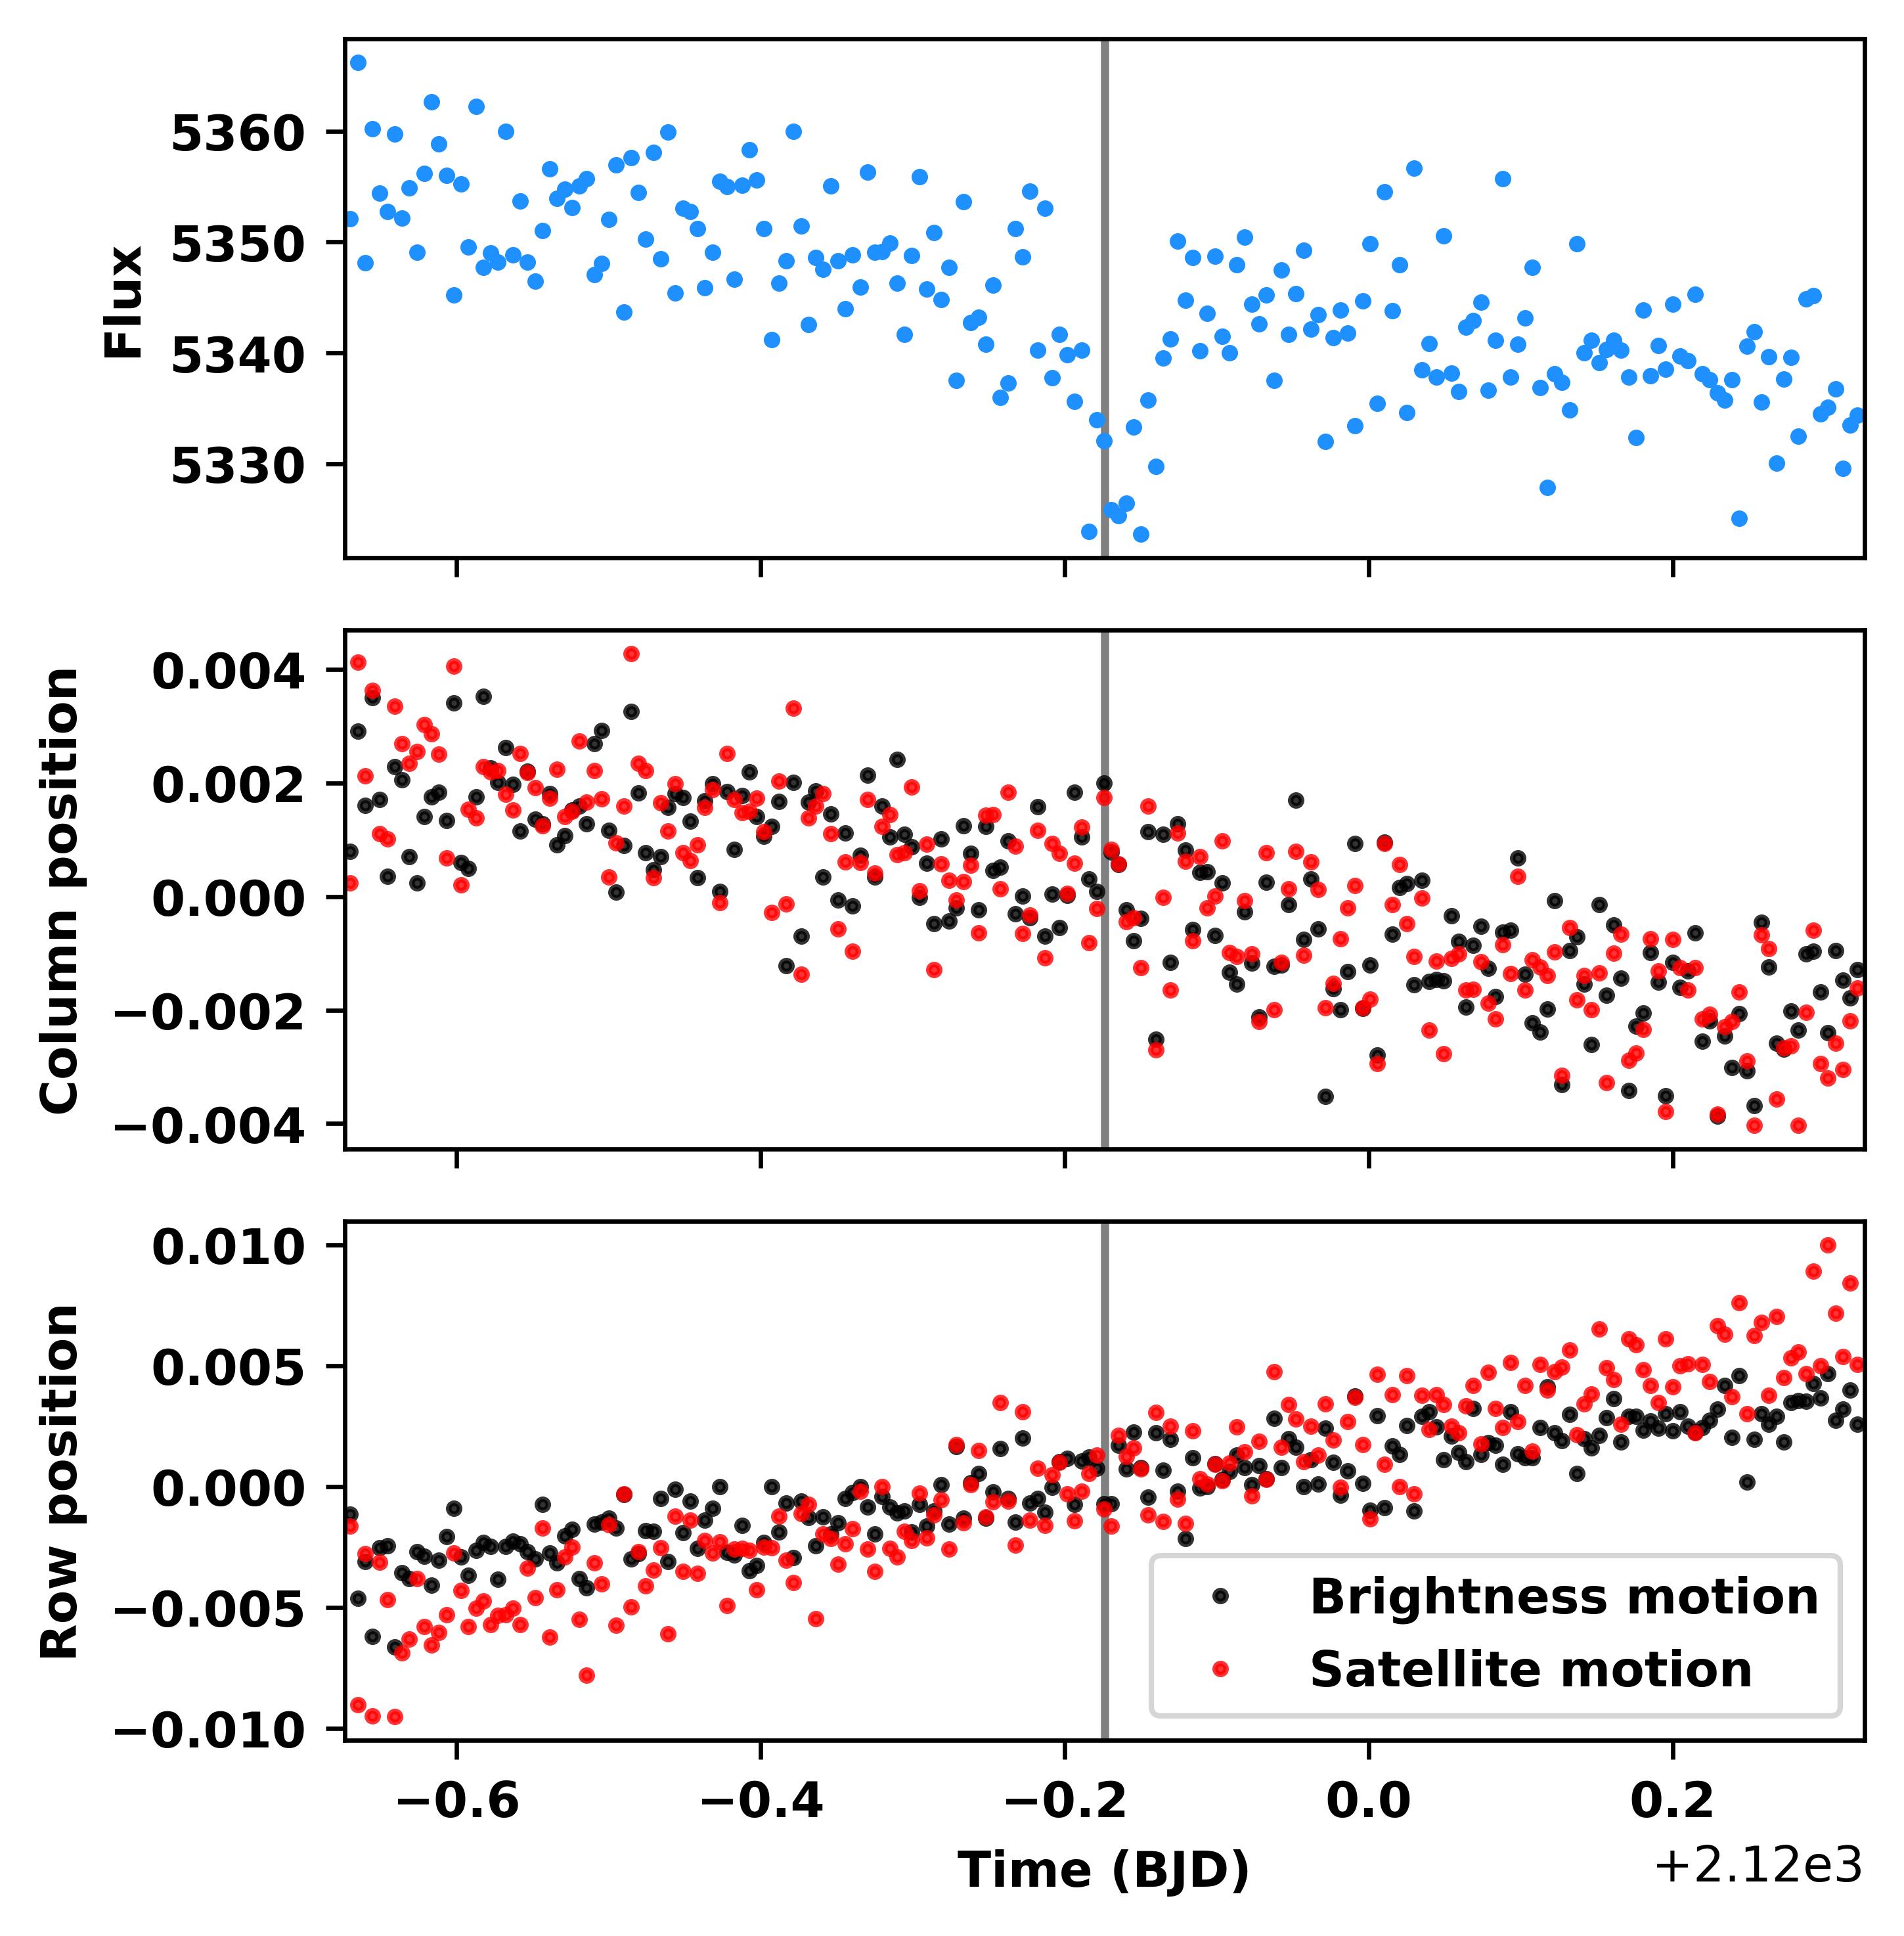 Flux
5360
5350
5340
5330
Column position
0.004
0.002
0.000
−0.002
−0.004
Row position
0.010
0.005
0.000
−0.005
−0.010
Brightness motion
Satellite motion
−0.6 −0.4 −0.2 0.0 0.2
Time (BJD)
+2.12e3